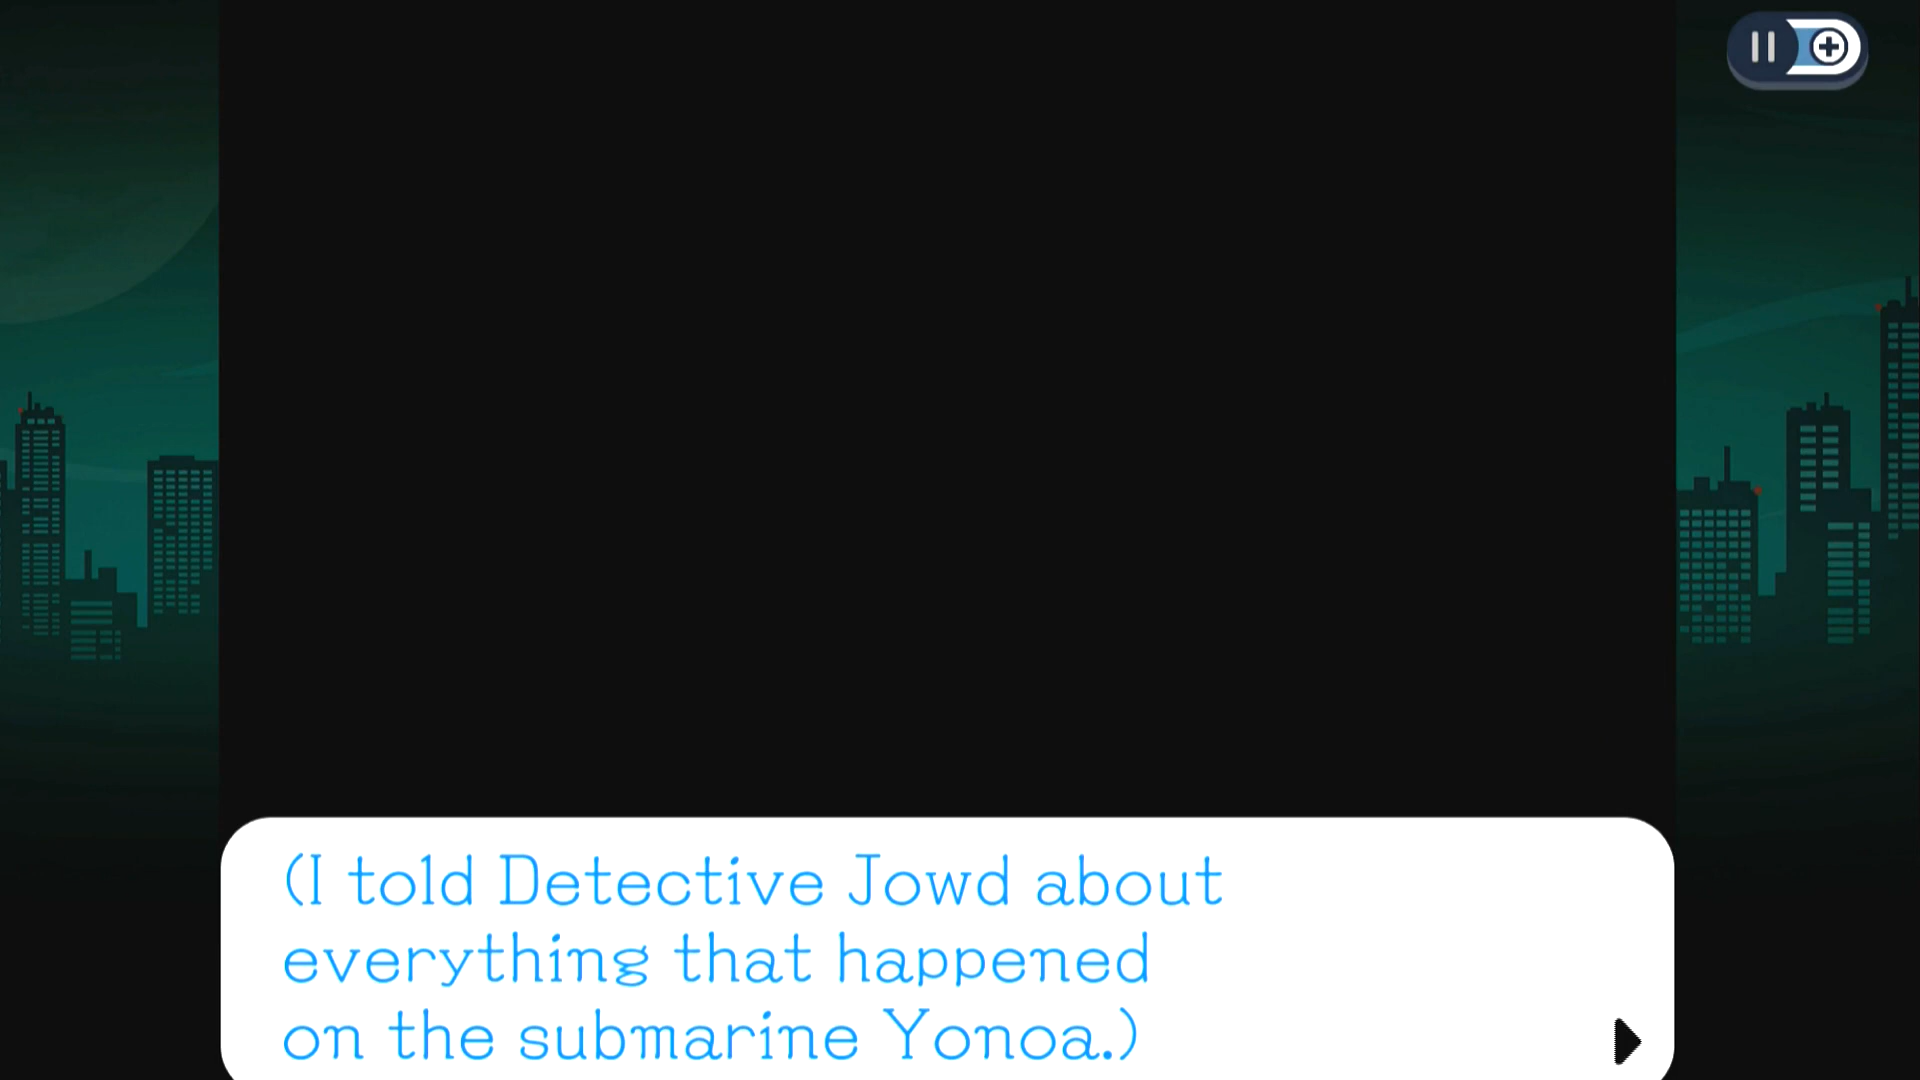 (I told Detective Jowd about
everything that happened
on the submarine Yonoa.)